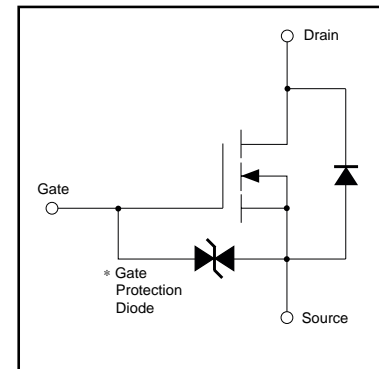 Drain
Gate
* Gate
Protection
Diode
Source